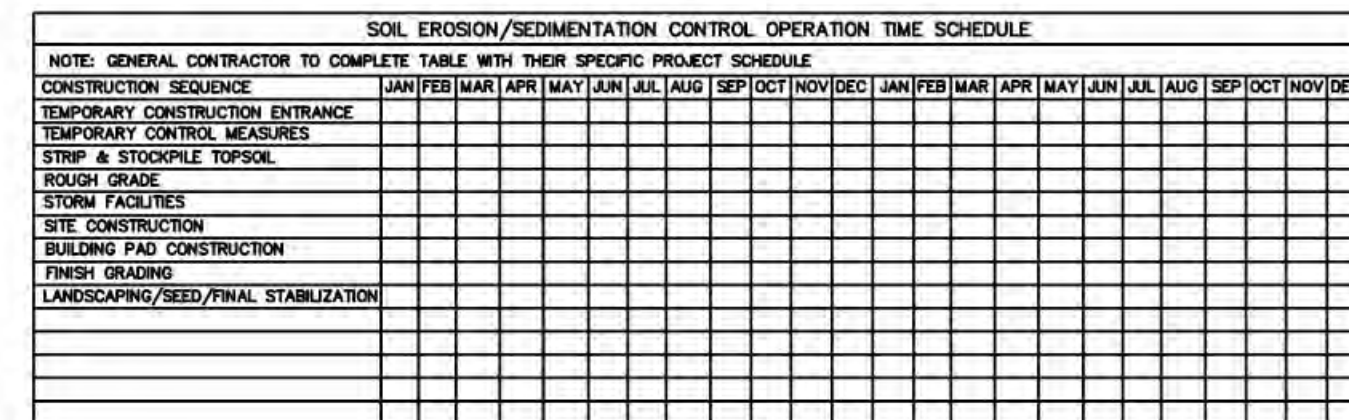 SOIL EROSION/SEDIMENTATION CONTROL OPERATION TIME SCHEDULE
NOTE: GENERAL CONTRACTOR TO COMPLETE TABLE WITH THEIR SPECIFIC PROJECT SCHEDULE
CONSTRUCTION SEQUENCE JAN FEB MAR APR MAY JUN JUL AUG SEP OCT NOV DEC JAN FEB MAR APR MAY JUN JUL AUG SEP OCT NOV DE
TEMPORARY CONSTRUCTION ENTRANCE
TEMPORARY CONTROL MEASURES
STRIP & STOCKPILE TOPSOIL
ROUGH GRADE
STORM FACILITIES
SITE CONSTRUCTION
BUILDING PAD CONSTRUCTION
FINISH GRADING
LANDSCAPING/SEED/FINAL STABILIZATION